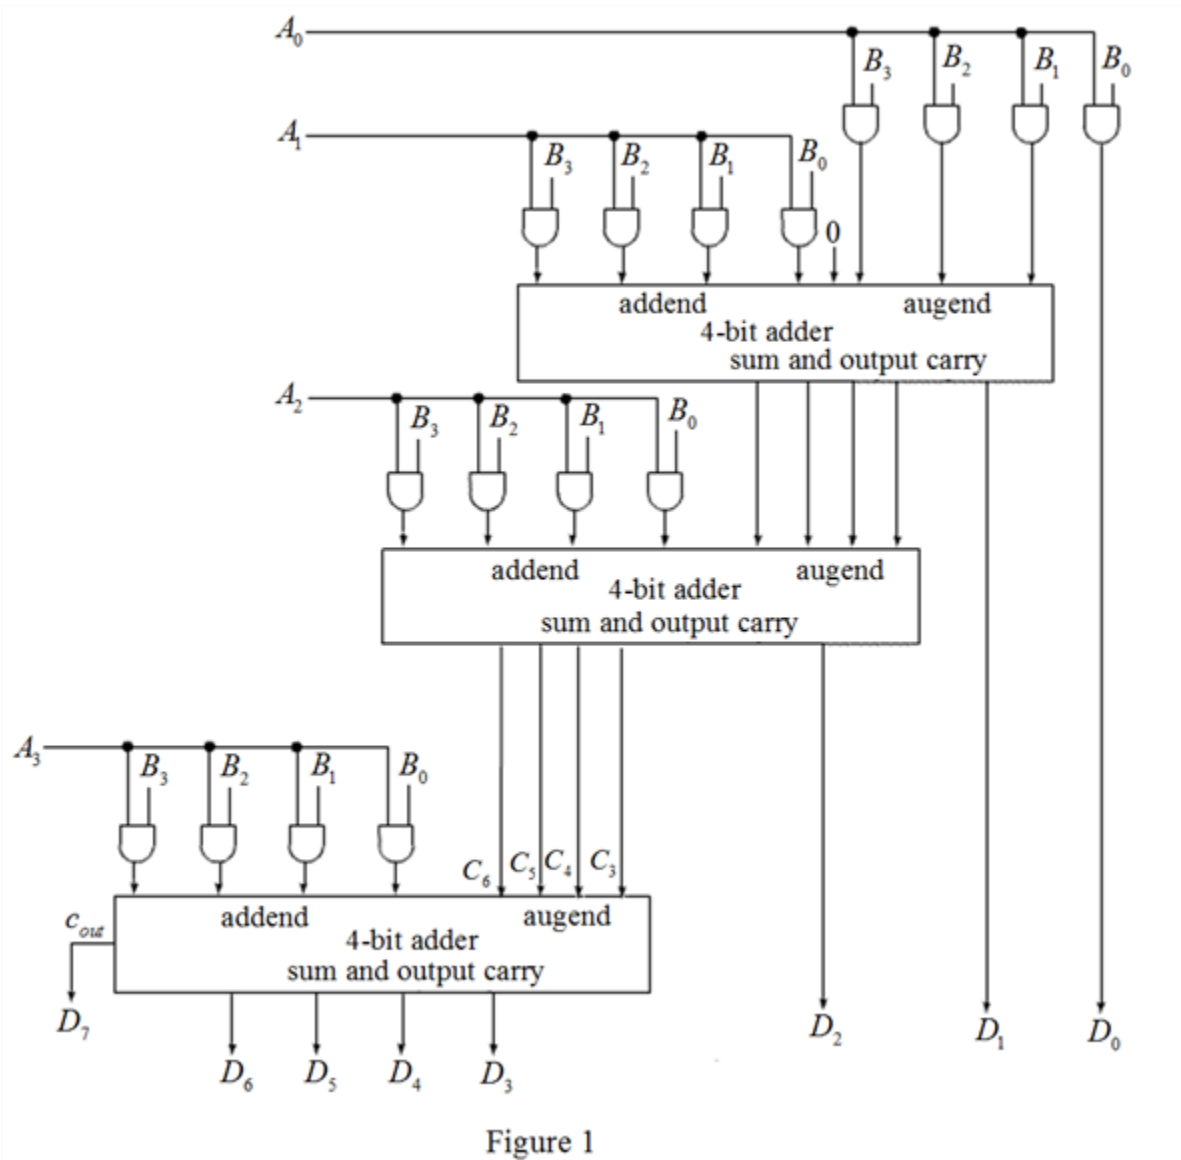 A₀
B₃ B₂ B₁ B₀
A₁
B₃ B₂ B₁ B₀
0
addend augend
4-bit adder
sum and output carry
A₂
B₃ B₂ B₁ B₀
addend augend
4-bit adder
sum and output carry
A₃
B₃ B₂ B₁ B₀
C₆ C₅ C₄ C₃
addend augend
c_out
4-bit adder
sum and output carry
D₇
D₂ D₁ D₀
D₆ D₅ D₄ D₃
Figure 1